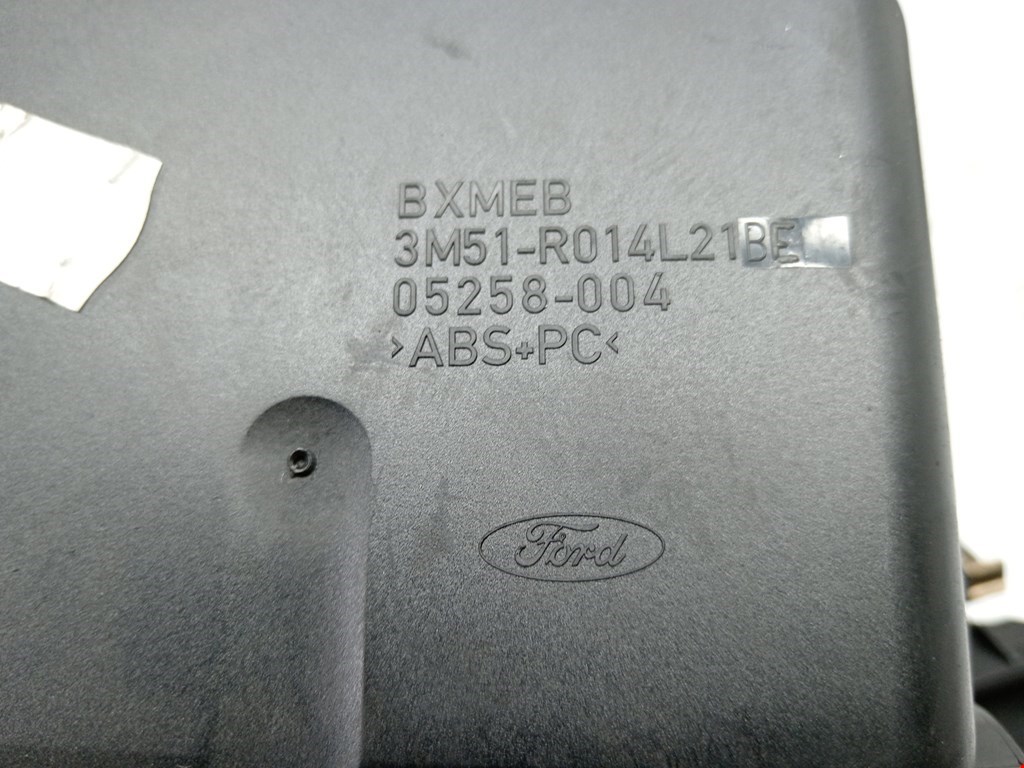 BXMEB
3M51-R014L21BE
05258-004
>ABS+PC<
Ford